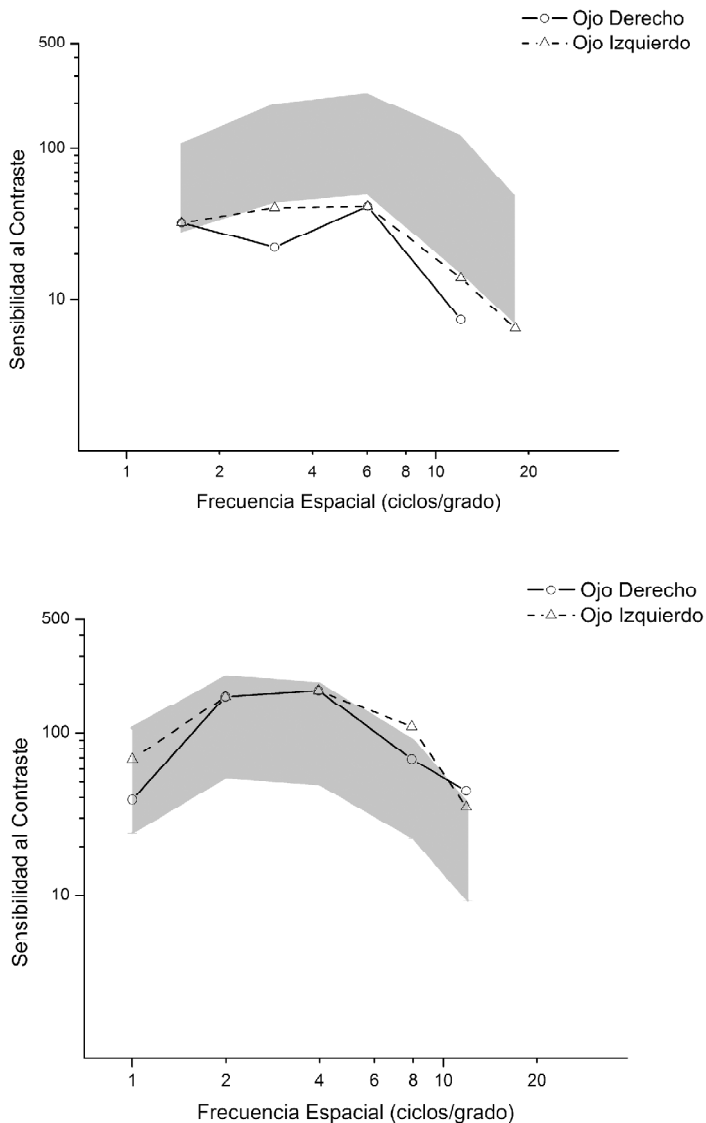 Ojo Derecho
Ojo Izquierdo
500
100
10
Sensibilidad al Contraste
1 2 4 6 8 10 20
Frecuencia Espacial (ciclos/grado)
Ojo Derecho
Ojo Izquierdo
500
100
10
Sensibilidad al Contraste
1 2 4 6 8 10 20
Frecuencia Espacial (ciclos/grado)